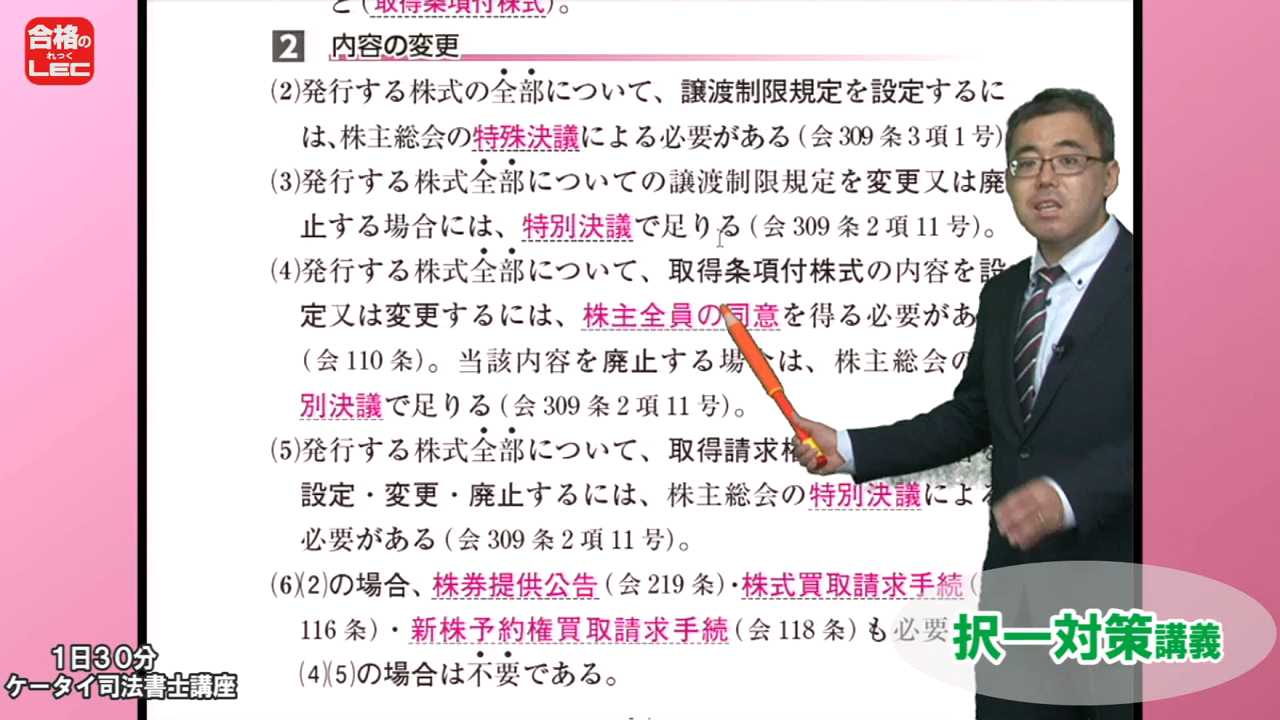 合格の
れっく
LEC
と(取得条項付株式)。
2 内容の変更
(2)発行する株式の全部について、譲渡制限規定を設定するに
は、株主総会の特殊決議による必要がある(会309条3項1号)
(3)発行する株式全部についての譲渡制限規定を変更又は廃
止する場合には、特別決議で足りる(会309条2項11号)。
(4)発行する株式全部について、取得条項付株式の内容を設
定又は変更するには、株主全員の同意を得る必要があ
(会110条)。当該内容を廃止する場合は、株主総会の
別決議で足りる(会309条2項11号)。
(5)発行する株式全部について、取得請求権
設定・変更・廃止するには、株主総会の特別決議による
必要がある(会309条2項11号)。
(6)(2)の場合、株券提供公告(会219条)・株式買取請求手続(
116条)・新株予約権買取請求手続(会118条)も必要
(4)(5)の場合は不要である。
1日30分
ケータイ司法書士講座
択一対策講義